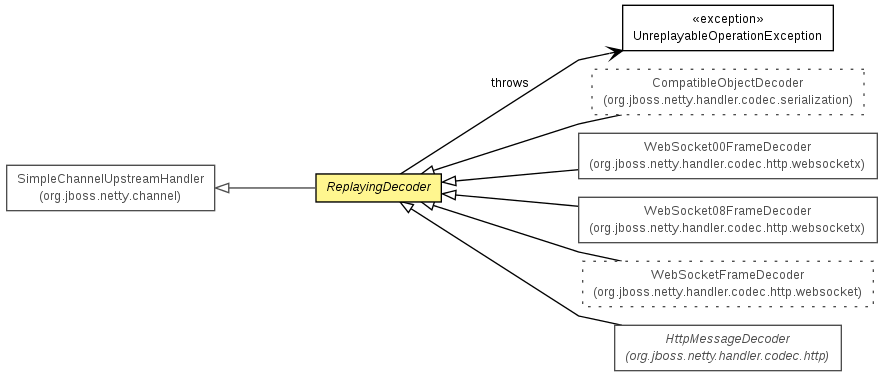 «exception»
UnreplayableOperationException
throws
CompatibleObjectDecoder
(org.jboss.netty.handler.codec.serialization)
WebSocket00FrameDecoder
(org.jboss.netty.handler.codec.http.websocketx)
SimpleChannelUpstreamHandler
(org.jboss.netty.channel)
ReplayingDecoder
WebSocket08FrameDecoder
(org.jboss.netty.handler.codec.http.websocketx)
WebSocketFrameDecoder
(org.jboss.netty.handler.codec.http.websocket)
HttpMessageDecoder
(org.jboss.netty.handler.codec.http)